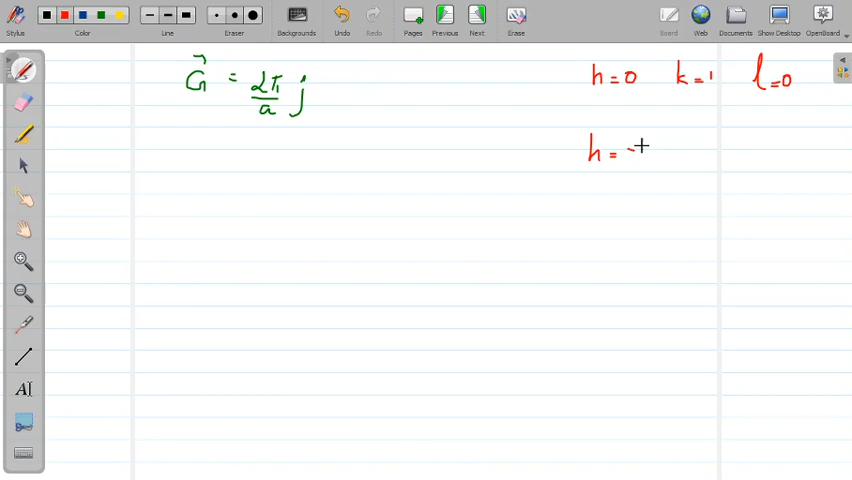 Stylus Color Line Eraser Backgrounds Undo Redo Pages Previous Next Erase Board Web Documents Show Desktop OpenBoard
G⃗ = 2π/a j h = 0 k = 1 l = 0
h = -